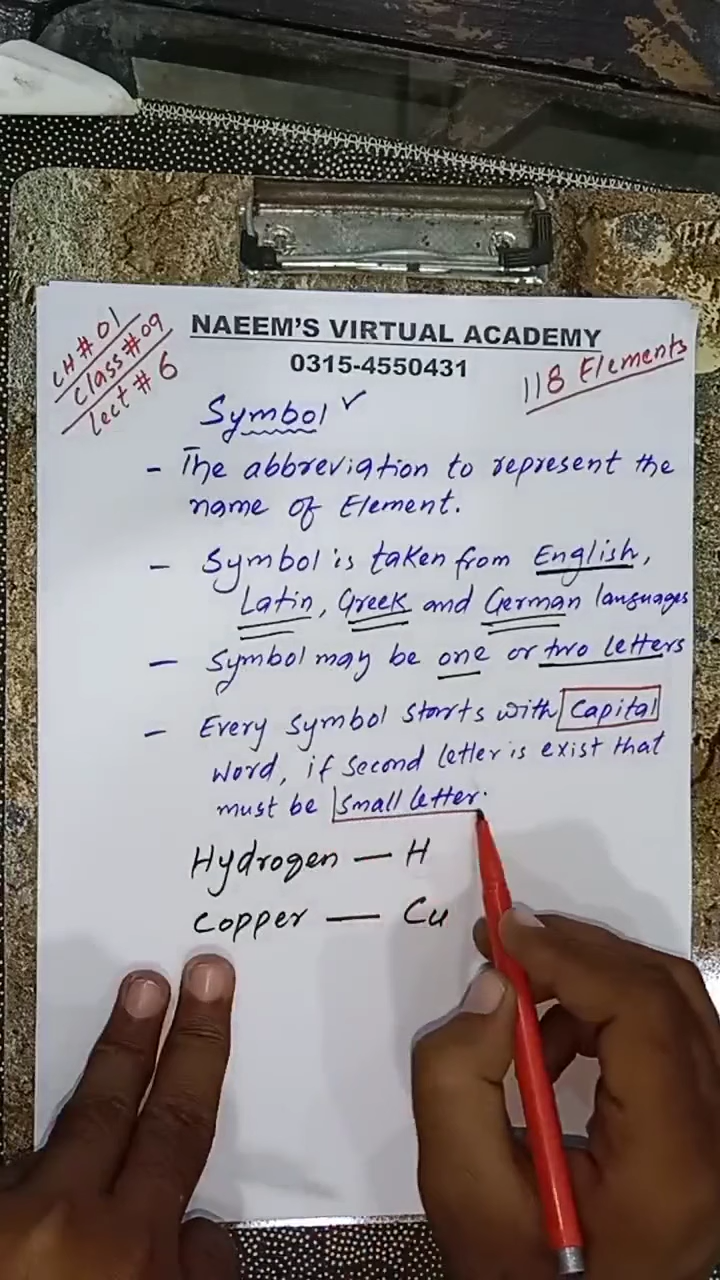 CH # 01
Class # 09
Lect # 6
NAEEM'S VIRTUAL ACADEMY
0315-4550431
118 Elements
Symbol ✓
- The abbreviation to represent the
name of Element.
- Symbol is taken from English,
Latin, Greek and German languages
- Symbol may be one or two letters
- Every symbol starts with Capital
word, if second letter is exist that
must be small letter.
Hydrogen — H
Copper — Cu